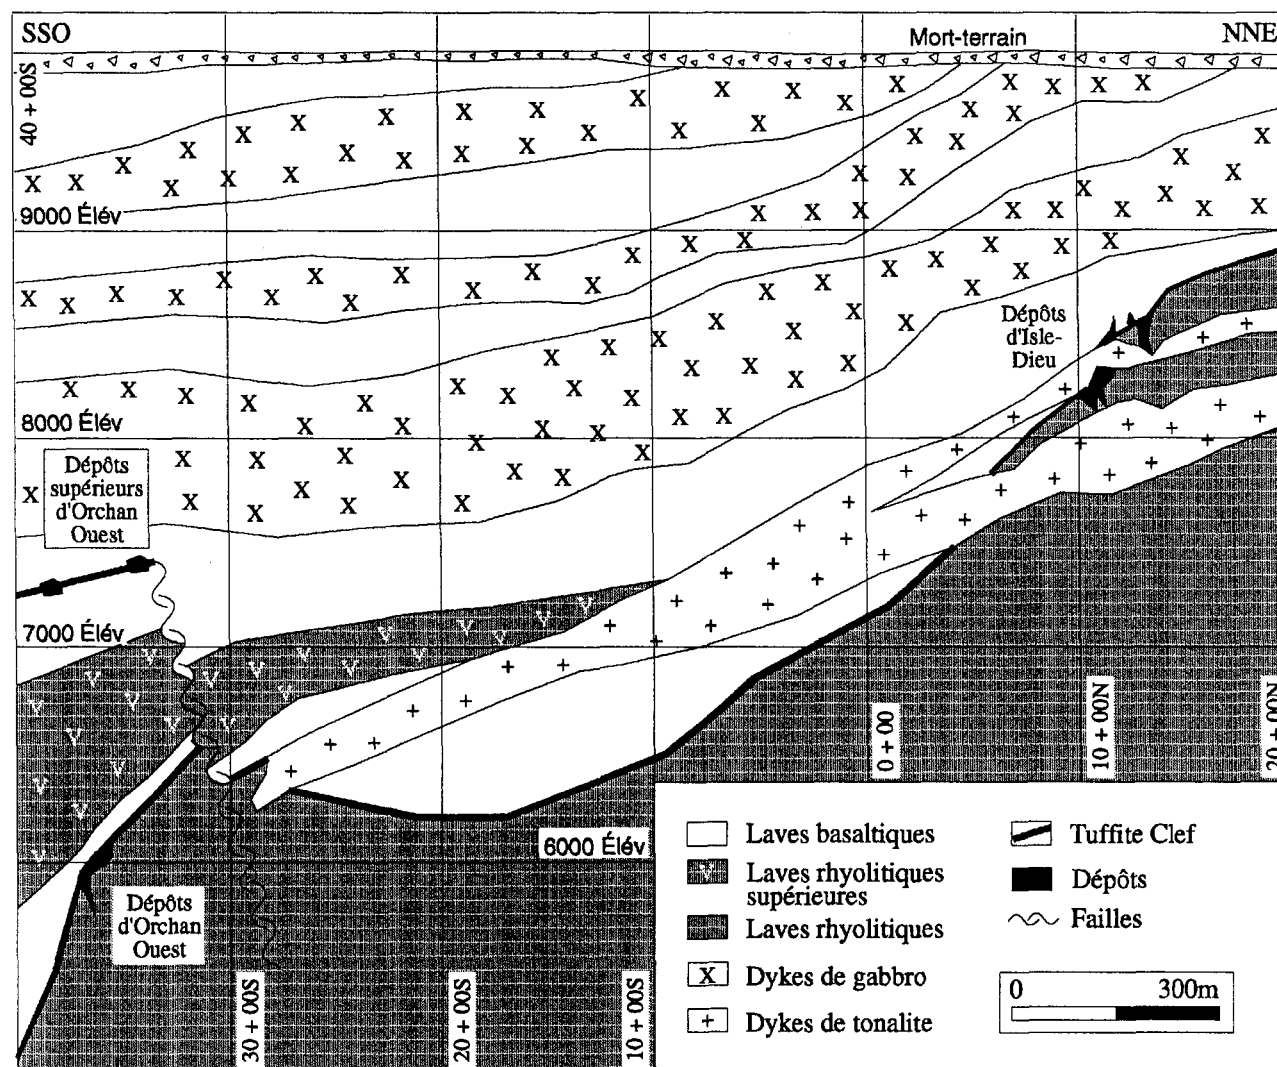 SSO
Mort-terrain
NNE
40 + 00S
9000 Élév
Dépôts
d'Isle-
Dieu
8000 Élév
Dépôts
supérieurs
d'Orchan
Ouest
7000 Élév
0 + 00
10 + 00N
20 + 00N
6000 Élév
Dépôts
d'Orchan
Ouest
30 + 00S
20 + 00S
10 + 00S
Laves basaltiques
Laves rhyolitiques
supérieures
Laves rhyolitiques
Dykes de gabbro
Dykes de tonalite
Tuffite Clef
Dépôts
Failles
0 300m